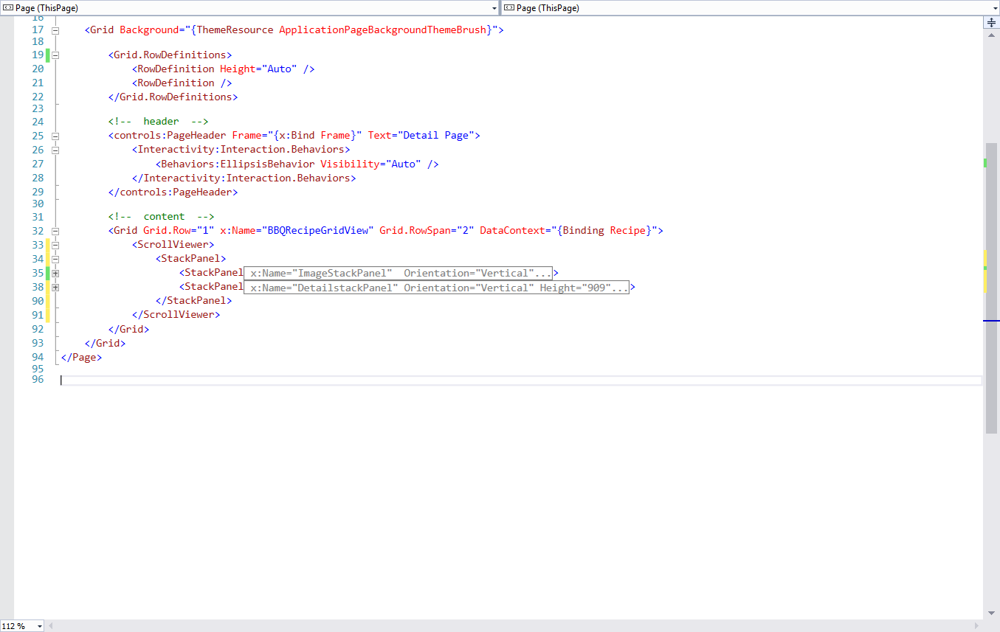 Page (ThisPage) Page (ThisPage)
16
17 <Grid Background="{ThemeResource ApplicationPageBackgroundThemeBrush}">
18
19 <Grid.RowDefinitions>
20 <RowDefinition Height="Auto" />
21 <RowDefinition />
22 </Grid.RowDefinitions>
23
24 <!--  header  -->
25 <controls:PageHeader Frame="{x:Bind Frame}" Text="Detail Page">
26 <Interactivity:Interaction.Behaviors>
27 <Behaviors:EllipsisBehavior Visibility="Auto" />
28 </Interactivity:Interaction.Behaviors>
29 </controls:PageHeader>
30
31 <!--  content  -->
32 <Grid Grid.Row="1" x:Name="BBQRecipeGridView" Grid.RowSpan="2" DataContext="{Binding Recipe}">
33 <ScrollViewer>
34 <StackPanel>
35 <StackPanel x:Name="ImageStackPanel"  Orientation="Vertical"...>
38 <StackPanel x:Name="DetailstackPanel" Orientation="Vertical" Height="909"...>
90 </StackPanel>
91 </ScrollViewer>
92 </Grid>
93 </Grid>
94 </Page>
95
96
112 %